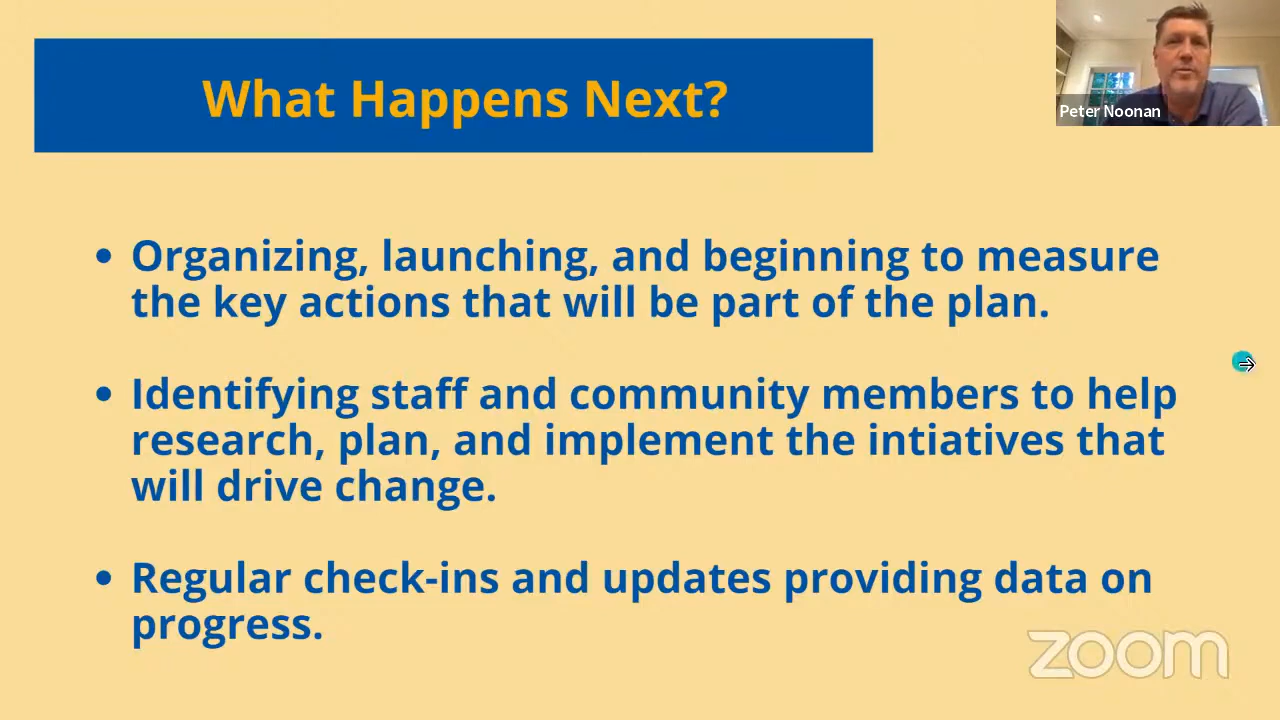 What Happens Next?
Peter Noonan
• Organizing, launching, and beginning to measure
the key actions that will be part of the plan.
• Identifying staff and community members to help
research, plan, and implement the intiatives that
will drive change.
• Regular check-ins and updates providing data on
progress.
zoom